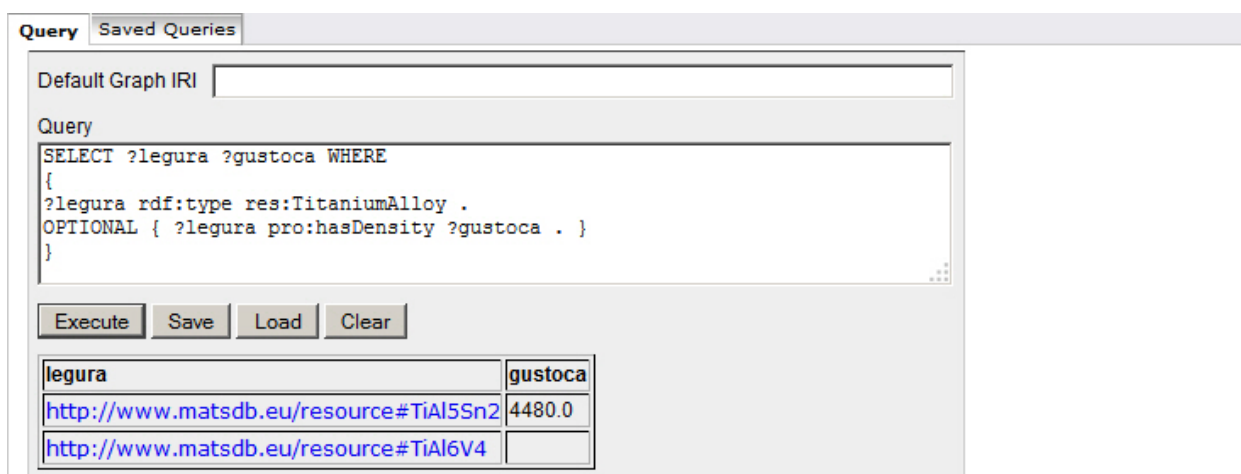 Query Saved Queries
Default Graph IRI
Query
SELECT ?legura ?gustoca WHERE
{
?legura rdf:type res:TitaniumAlloy .
OPTIONAL { ?legura pro:hasDensity ?gustoca . }
}
Execute Save Load Clear
legura gustoca
http://www.matsdb.eu/resource#TiAl5Sn2 4480.0
http://www.matsdb.eu/resource#TiAl6V4